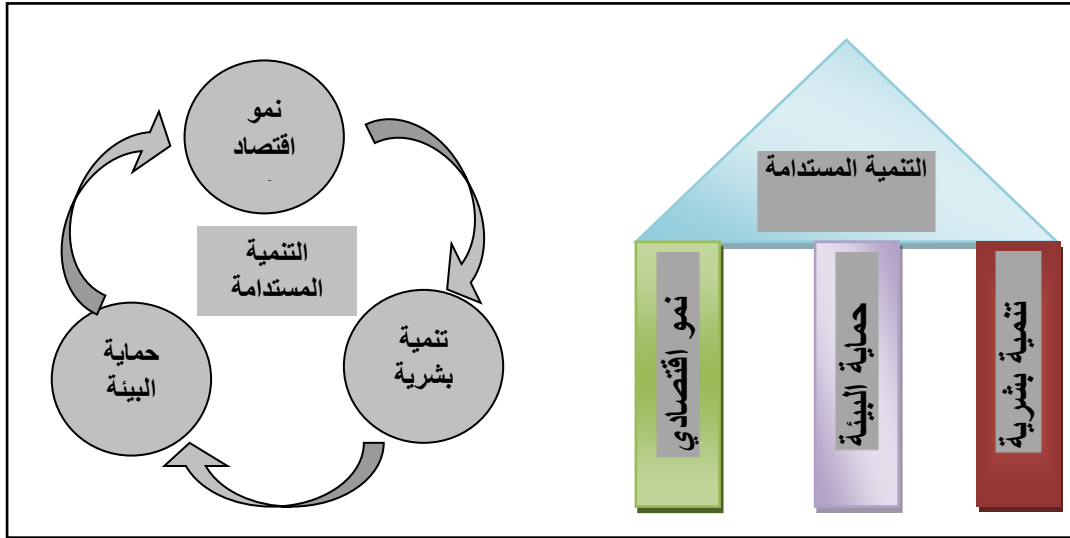 التنمية المستدامة
تنمية بشرية
حماية البيئة
نمو اقتصادي
نمو
اقتصاد
التنمية
المستدامة
تنمية
بشرية
حماية
البيئة